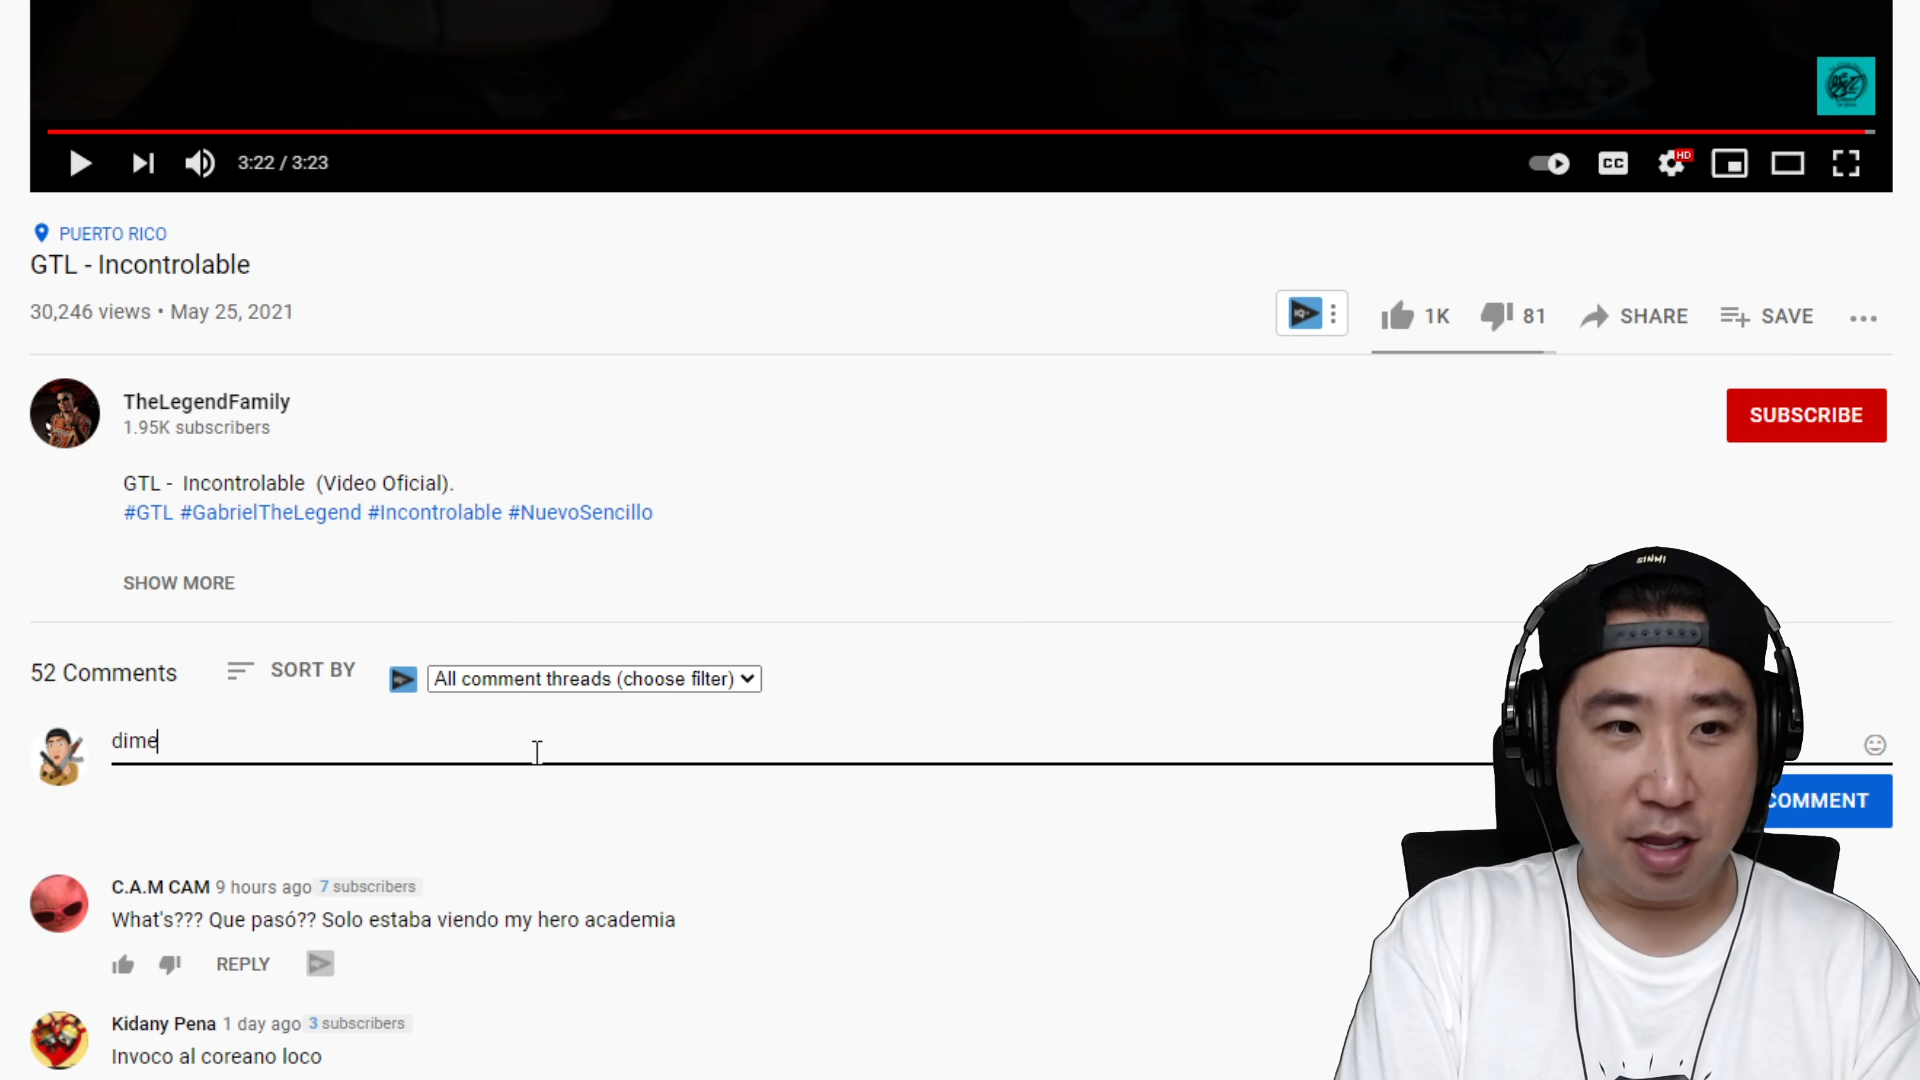 3:22 / 3:23
CC
HD
PUERTO RICO
GTL - Incontrolable
30,246 views • May 25, 2021
IQ
1K
81
SHARE
SAVE
TheLegendFamily
1.95K subscribers
SUBSCRIBE
GTL - Incontrolable (Video Oficial).
#GTL #GabrielTheLegend #Incontrolable #NuevoSencillo
SHOW MORE
52 Comments
SORT BY
All comment threads (choose filter)
dime
COMMENT
C.A.M CAM 9 hours ago 7 subscribers
What's??? Que pasó?? Solo estaba viendo my hero academia
REPLY
Kidany Pena 1 day ago 3 subscribers
Invoco al coreano loco